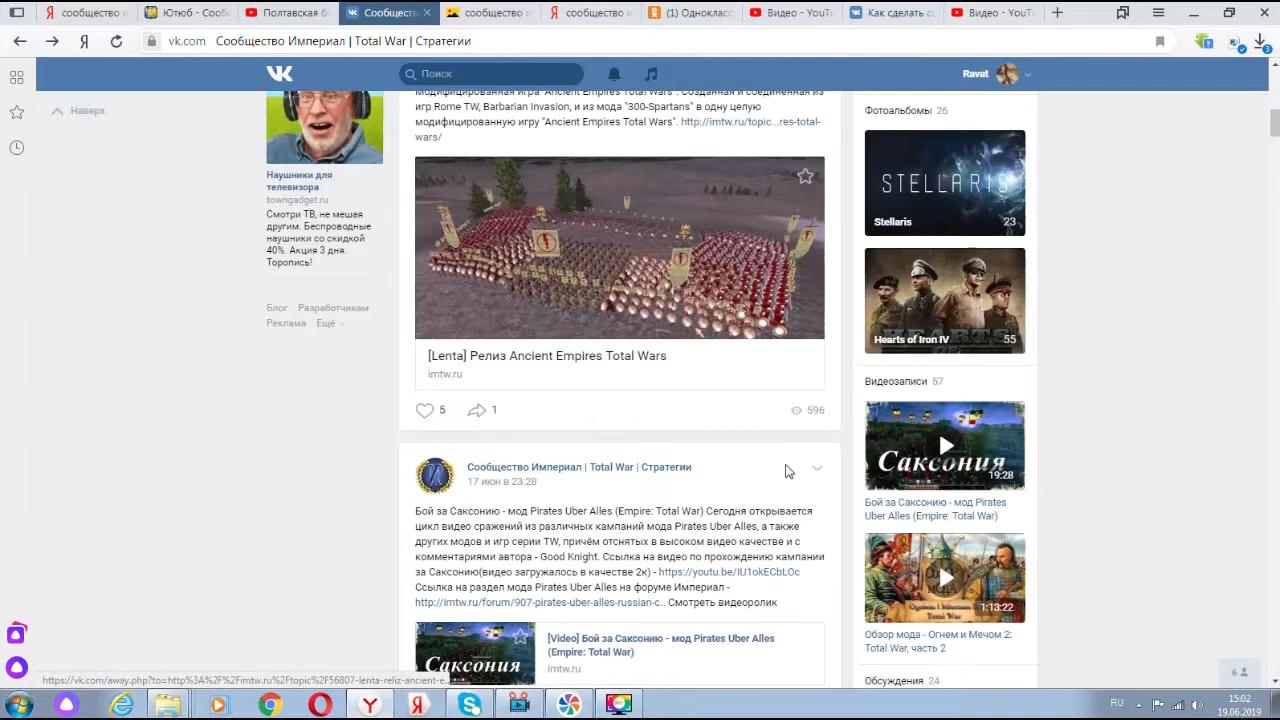 сообщество и
Ютюб - Сооб
Полтавская б
Сообщест
сообщество и
сообщество и
(1) Однокласс
Видео - YouTu
Как сделать со
Видео - YouTu
vk.com Сообщество Империал | Total War | Стратегии
3
Поиск
Ravat
Наверх
Наушники для
телевизора
towngadget.ru
Смотри ТВ, не мешая
другим. Беспроводные
наушники со скидкой
40%. Акция 3 дня.
Торопись!
Блог Разработчикам
Реклама Ещё
Модифицированная игра "Ancient Empires Total Wars". Созданная и соединенная из
игр Rome TW, Barbarian Invasion, и из мода "300-Spartans" в одну целую
модифицированную игру "Ancient Empires Total Wars". http://imtw.ru/topic...res-total-
wars/
[Lenta] Релиз Ancient Empires Total Wars
imtw.ru
5 1 596
Сообщество Империал | Total War | Стратегии
17 июн в 23:28
Бой за Саксонию - мод Pirates Uber Alles (Empire: Total War) Сегодня открывается
цикл видео сражений из различных кампаний мода Pirates Uber Alles, а также
других модов и игр серии TW, причём отснятых в высоком видео качестве и с
комментариями автора - Good Knight. Ссылка на видео по прохождению кампании
за Саксонию(видео загружалось в качестве 2к) - https://youtu.be/IU1okECbLOc
Ссылка на раздел мода Pirates Uber Alles на форуме Империал -
http://imtw.ru/forum/907-pirates-uber-alles-russian-c.. Смотреть видеоролик
Саксония
[Video] Бой за Саксонию - мод Pirates Uber Alles
(Empire: Total War)
imtw.ru
Фотоальбомы 26
STELLARIS
Stellaris 23
HEARTS
Hearts of Iron IV 55
Видеозаписи 57
Саксония
19:28
Бой за Саксонию - мод Pirates
Uber Alles (Empire: Total War)
Огнем и Мечом
Total War
1:13:22
Обзор мода - Огнем и Мечом 2:
Total War, часть 2
Обсуждения 24
6
https://vk.com/away.php?to=http%3A%2F%2Fimtw.ru%2Ftopic%2F56807-lenta-reliz-ancient-e...
RU
15:02
19.06.2019